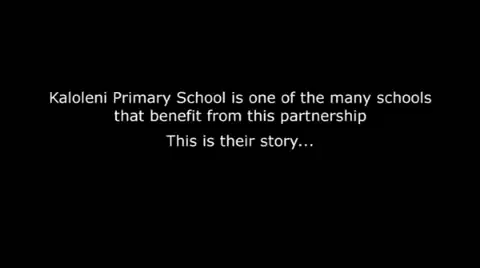 Kaloleni Primary School is one of the many schools
that benefit from this partnership
This is their story...